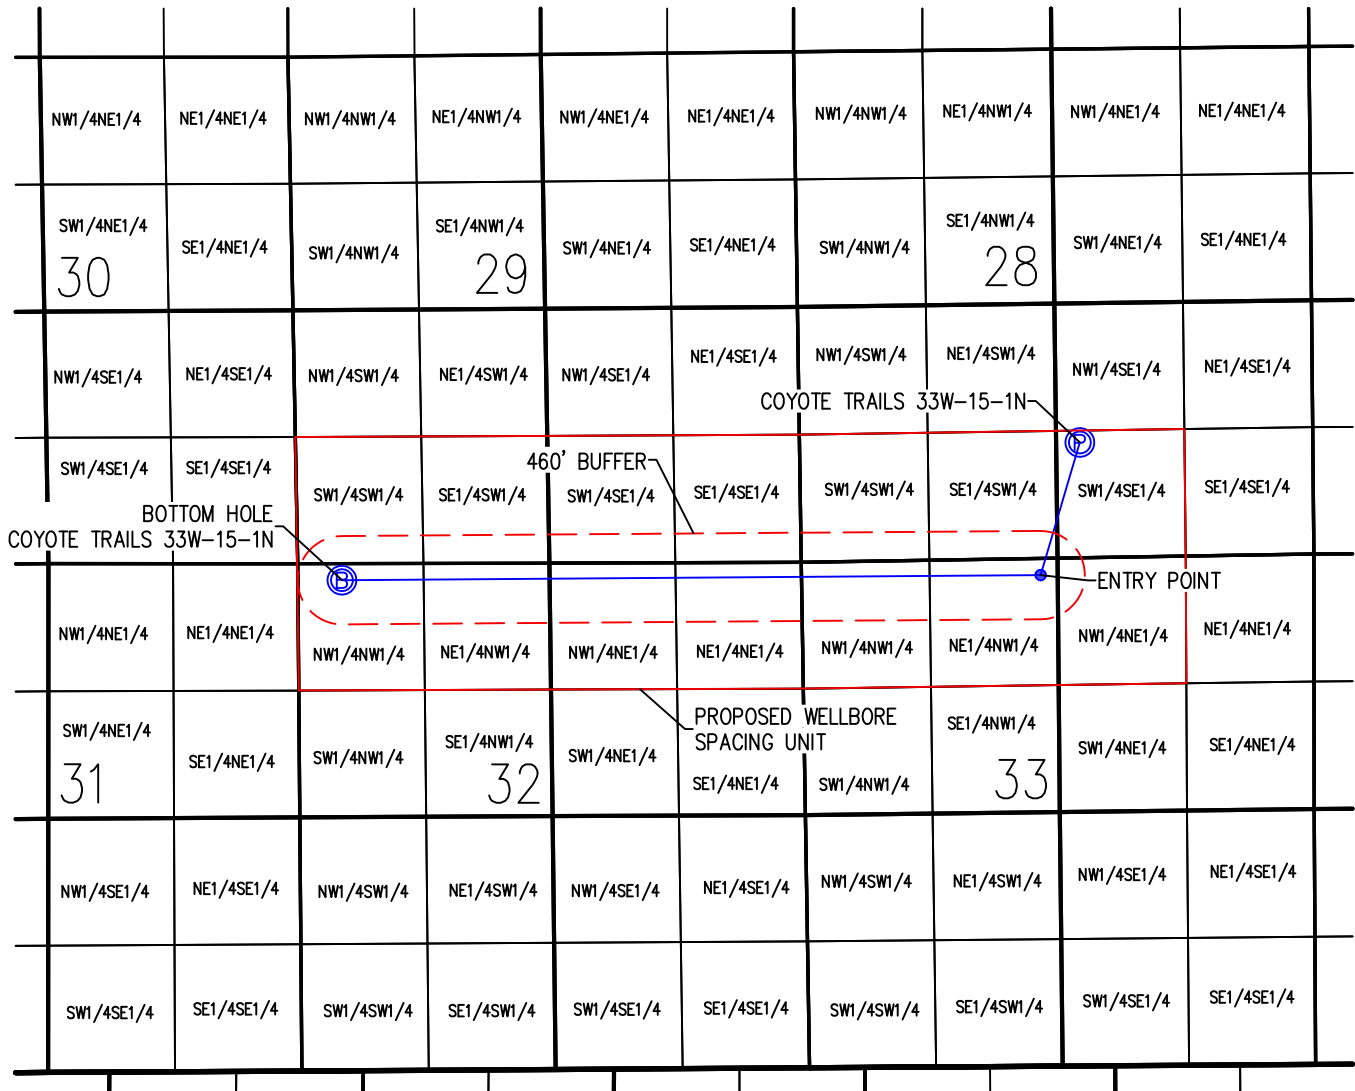 NW1/4NE1/4 NE1/4NE1/4 NW1/4NW1/4 NE1/4NW1/4 NW1/4NE1/4 NE1/4NE1/4 NW1/4NW1/4 NE1/4NW1/4 NW1/4NE1/4 NE1/4NE1/4
SW1/4NE1/4 SE1/4NE1/4 SW1/4NW1/4 SE1/4NW1/4 SW1/4NE1/4 SE1/4NE1/4 SW1/4NW1/4 SE1/4NW1/4 SW1/4NE1/4 SE1/4NE1/4
30 29 28
NW1/4SE1/4 NE1/4SE1/4 NW1/4SW1/4 NE1/4SW1/4 NW1/4SE1/4 NE1/4SE1/4 NW1/4SW1/4 NE1/4SW1/4 NW1/4SE1/4 NE1/4SE1/4
COYOTE TRAILS 33W-15-1N
P
460' BUFFER
SW1/4SE1/4 SE1/4SE1/4 SW1/4SW1/4 SE1/4SW1/4 SW1/4SE1/4 SE1/4SE1/4 SW1/4SW1/4 SE1/4SW1/4 SW1/4SE1/4 SE1/4SE1/4
BOTTOM HOLE
COYOTE TRAILS 33W-15-1N
B
ENTRY POINT
NW1/4NE1/4 NE1/4NE1/4 NW1/4NW1/4 NE1/4NW1/4 NW1/4NE1/4 NE1/4NE1/4 NW1/4NW1/4 NE1/4NW1/4 NW1/4NE1/4 NE1/4NE1/4
PROPOSED WELLBORE
SPACING UNIT
SW1/4NE1/4 SE1/4NE1/4 SW1/4NW1/4 SE1/4NW1/4 SW1/4NE1/4 SE1/4NE1/4 SW1/4NW1/4 SE1/4NW1/4 SW1/4NE1/4 SE1/4NE1/4
31 32 33
NW1/4SE1/4 NE1/4SE1/4 NW1/4SW1/4 NE1/4SW1/4 NW1/4SE1/4 NE1/4SE1/4 NW1/4SW1/4 NE1/4SW1/4 NW1/4SE1/4 NE1/4SE1/4
SW1/4SE1/4 SE1/4SE1/4 SW1/4SW1/4 SE1/4SW1/4 SW1/4SE1/4 SE1/4SE1/4 SW1/4SW1/4 SE1/4SW1/4 SW1/4SE1/4 SE1/4SE1/4